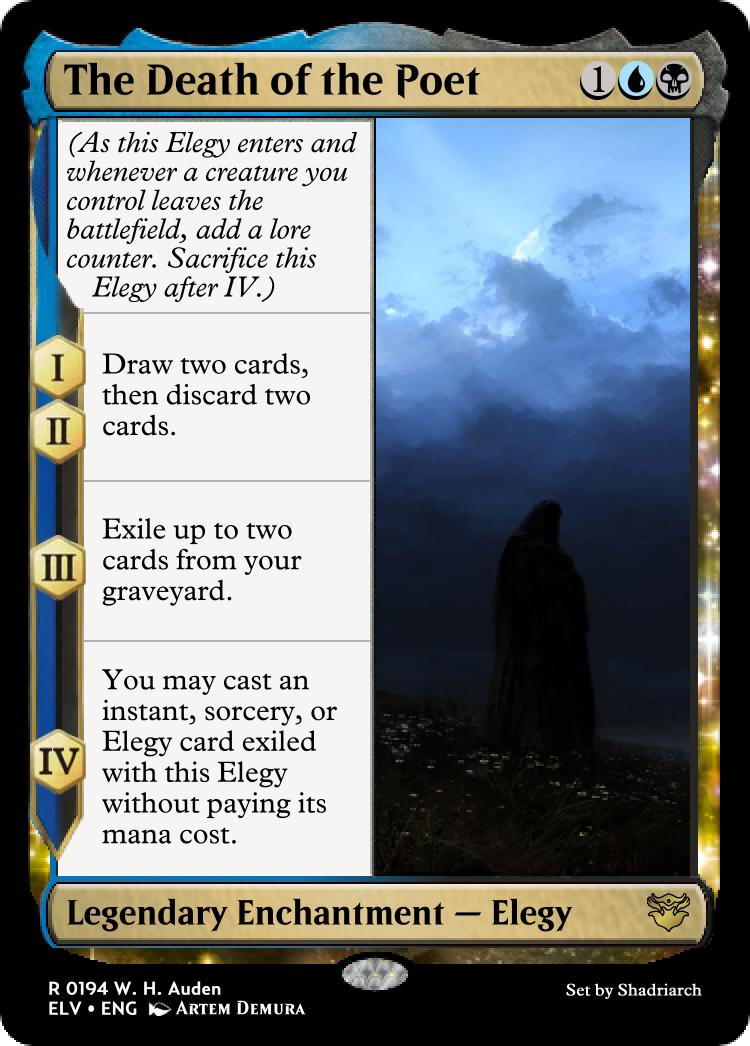 The Death of the Poet 1
(As this Elegy enters and
whenever a creature you
control leaves the
battlefield, add a lore
counter. Sacrifice this
Elegy after IV.)
I
II
Draw two cards,
then discard two
cards.
III
Exile up to two
cards from your
graveyard.
IV
You may cast an
instant, sorcery, or
Elegy card exiled
with this Elegy
without paying its
mana cost.
Legendary Enchantment — Elegy
R 0194 W. H. Auden
ELV • ENG ARTEM DEMURA
Set by Shadriarch